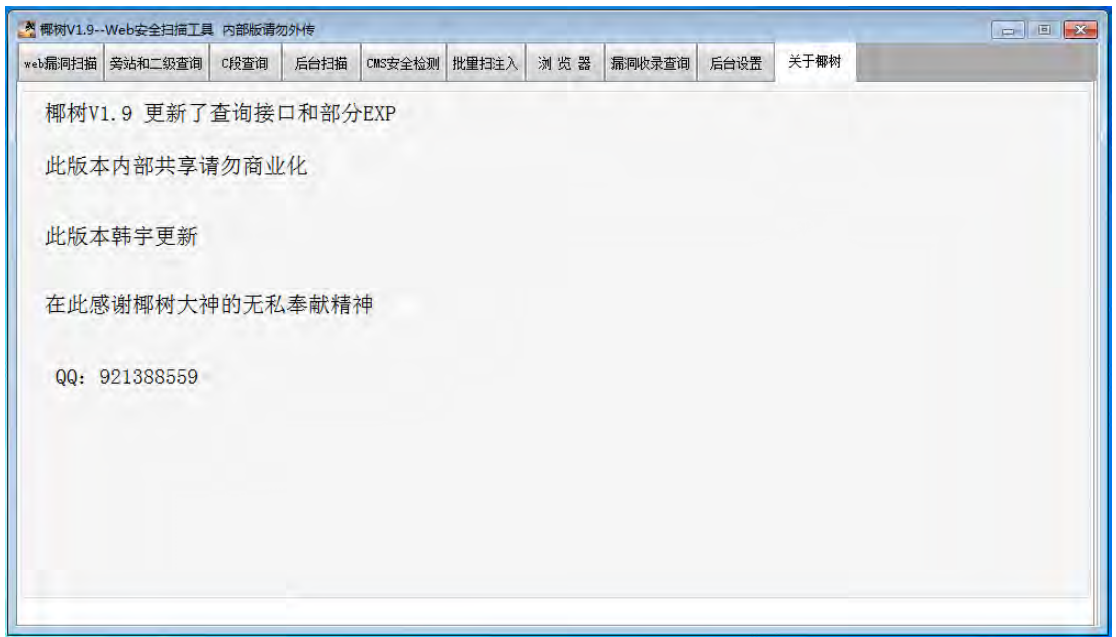 椰树V1.9--Web安全扫描工具 内部版请勿外传
web漏洞扫描 旁站和二级查询 C段查询 后台扫描 CMS安全检测 批量扫注入 浏 览 器 漏洞收录查询 后台设置 关于椰树
椰树V1.9 更新了查询接口和部分EXP
此版本内部共享请勿商业化
此版本韩宇更新
在此感谢椰树大神的无私奉献精神
QQ: 921388559